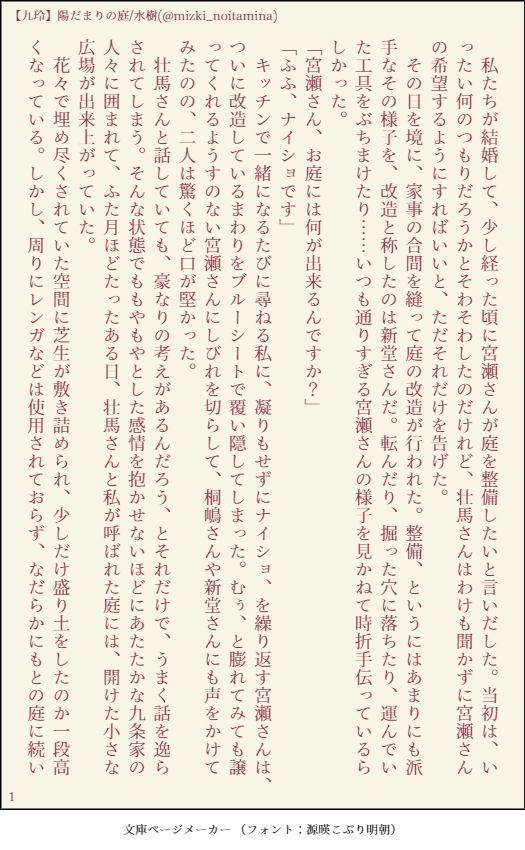 【九玲】陽だまりの庭/水樹(@mizki_noitamina)
　私たちが結婚して、少し経った頃に宮瀬さんが庭を整備したいと言いだした。当初は、い
ったい何のつもりだろうかとそわそわしたのだけれど、壮馬さんはわけも聞かずに宮瀬さん
の希望するようにすればいいと、ただそれだけを告げた。
　その日を境に、家事の合間を縫って庭の改造が行われた。整備、というにはあまりにも派
手なその様子を、改造と称したのは新堂さんだ。転んだり、掘った穴に落ちたり、運んでい
た工具をぶちまけたり……いつも通りすぎる宮瀬さんの様子を見かねて時折手伝っているら
しかった。
「宮瀬さん、お庭には何が出来るんですか？」
「ふふ、ナイショです」
　キッチンで一緒になるたびに尋ねる私に、凝りもせずにナイショ、を繰り返す宮瀬さんは、
ついに改造しているまわりをブルーシートで覆い隠してしまった。むぅ、と膨れてみても譲
ってくれるようすのない宮瀬さんにしびれを切らして、桐嶋さんや新堂さんにも声をかけて
みたのの、二人は驚くほど口が堅かった。
　壮馬さんと話していても、豪なりの考えがあるんだろう、とそれだけで、うまく話を逸ら
されてしまう。そんな状態でももやもやとした感情を抱かせないほどにあたたかな九条家の
人々に囲まれて、ふた月ほどたったある日、壮馬さんと私が呼ばれた庭には、開けた小さな
広場が出来上がっていた。
　花々で埋め尽くされていた空間に芝生が敷き詰められ、少しだけ盛り土をしたのか一段高
くなっている。しかし、周りにレンガなどは使用されておらず、なだらかにもとの庭に続い
1
文庫ページメーカー （フォント：源暎こぶり明朝）